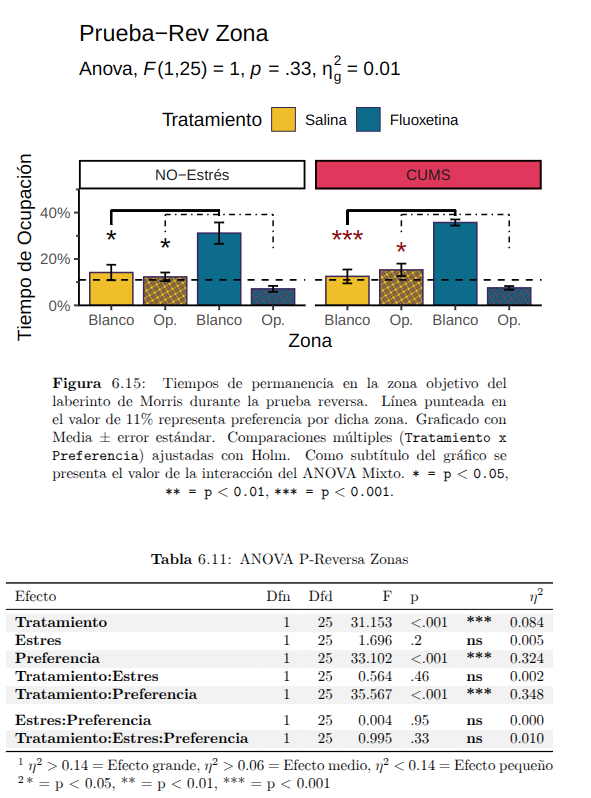 Prueba−Rev Zona
Anova, F(1,25) = 1, p = .33, η²g = 0.01
Tratamiento Salina Fluoxetina
NO−Estrés CUMS
Tiempo de Ocupación
40%
20%
0%
* * *** *
Blanco Op. Blanco Op. Blanco Op. Blanco Op.
Zona
Figura 6.15: Tiempos de permanencia en la zona objetivo del
laberinto de Morris durante la prueba reversa. Línea punteada en
el valor de 11% representa preferencia por dicha zona. Graficado con
Media ± error estándar. Comparaciones múltiples (Tratamiento x
Preferencia) ajustadas con Holm. Como subtítulo del gráfico se
presenta el valor de la interacción del ANOVA Mixto. * = p < 0.05,
** = p < 0.01, *** = p < 0.001.
Tabla 6.11: ANOVA P-Reversa Zonas
Efecto Dfn Dfd F p η²
Tratamiento 1 25 31.153 <.001 *** 0.084
Estres 1 25 1.696 .2 ns 0.005
Preferencia 1 25 33.102 <.001 *** 0.324
Tratamiento:Estres 1 25 0.564 .46 ns 0.002
Tratamiento:Preferencia 1 25 35.567 <.001 *** 0.348
Estres:Preferencia 1 25 0.004 .95 ns 0.000
Tratamiento:Estres:Preferencia 1 25 0.995 .33 ns 0.010
¹ η² > 0.14 = Efecto grande, η² > 0.06 = Efecto medio, η² < 0.14 = Efecto pequeño
² * = p < 0.05, ** = p < 0.01, *** = p < 0.001